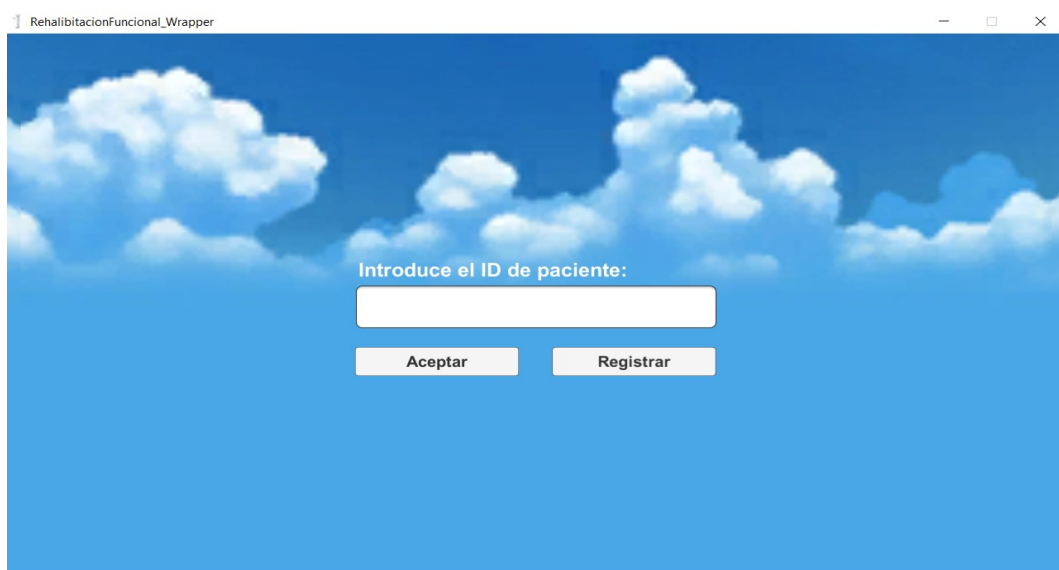 RehalibitacionFuncional_Wrapper
Introduce el ID de paciente:
Aceptar
Registrar